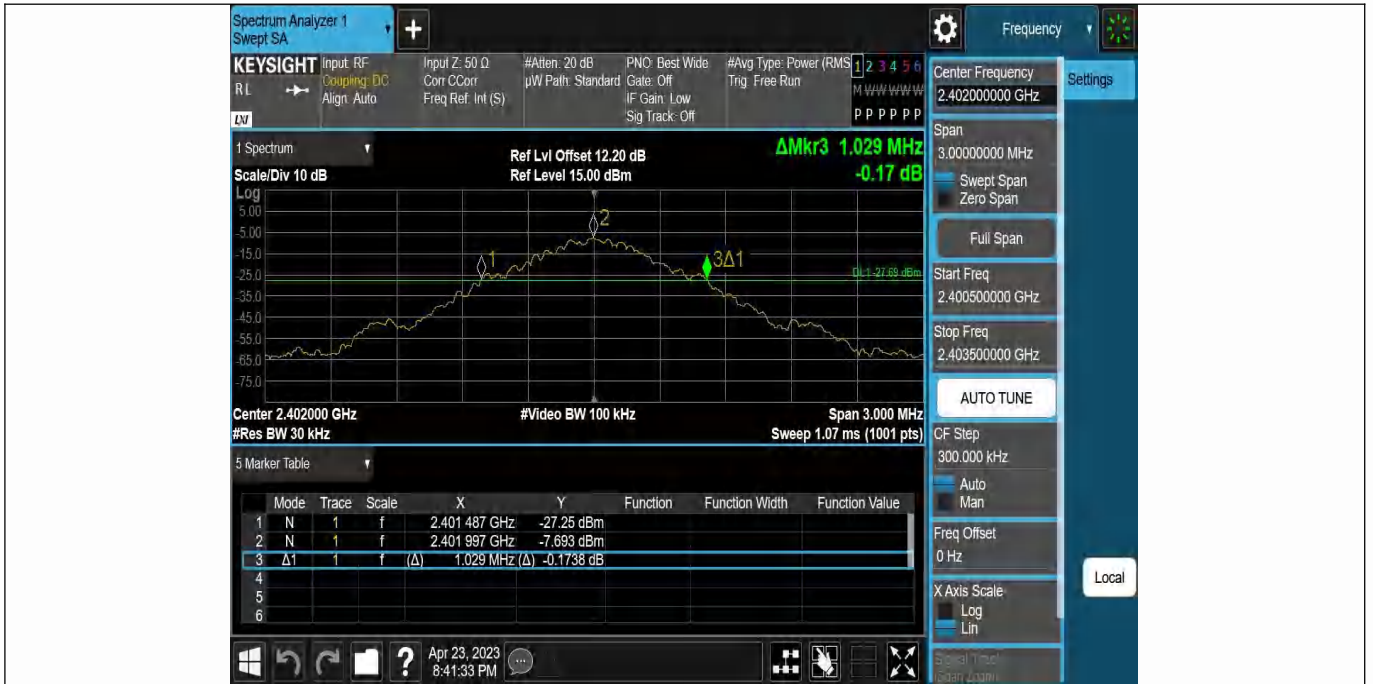 Spectrum Analyzer 1
Swept SA
+
Frequency
KEYSIGHT
RL
LXI
Input: RF
Coupling: DC
Align: Auto
Input Z: 50 Ω
Corr CCorr
Freq Ref: Int (S)
#Atten: 20 dB
µW Path: Standard
PNO: Best Wide
Gate: Off
IF Gain: Low
Sig Track: Off
#Avg Type: Power (RMS
Trig: Free Run
1 2 3 4 5 6
M W W W W W
P P P P P P
1 Spectrum
Scale/Div 10 dB
Ref Lvl Offset 12.20 dB
Ref Level 15.00 dBm
ΔMkr3 1.029 MHz
-0.17 dB
Log
5.00
-5.00
-15.0
-25.0
-35.0
-45.0
-55.0
-65.0
-75.0
1
2
3Δ1
DL1 -27.69 dBm
Center 2.402000 GHz
#Video BW 100 kHz
Span 3.000 MHz
#Res BW 30 kHz
Sweep 1.07 ms (1001 pts)
5 Marker Table
Mode Trace Scale X Y Function Function Width Function Value
1 N 1 f 2.401 487 GHz -27.25 dBm
2 N 1 f 2.401 997 GHz -7.693 dBm
3 Δ1 1 f (Δ) 1.029 MHz (Δ) -0.1738 dB
4
5
6
?
Apr 23, 2023
8:41:33 PM
Center Frequency
2.402000000 GHz
Settings
Span
3.00000000 MHz
Swept Span
Zero Span
Full Span
Start Freq
2.400500000 GHz
Stop Freq
2.403500000 GHz
AUTO TUNE
CF Step
300.000 kHz
Auto
Man
Freq Offset
0 Hz
X Axis Scale
Log
Lin
Signal Track
(Span Zoom)
Local